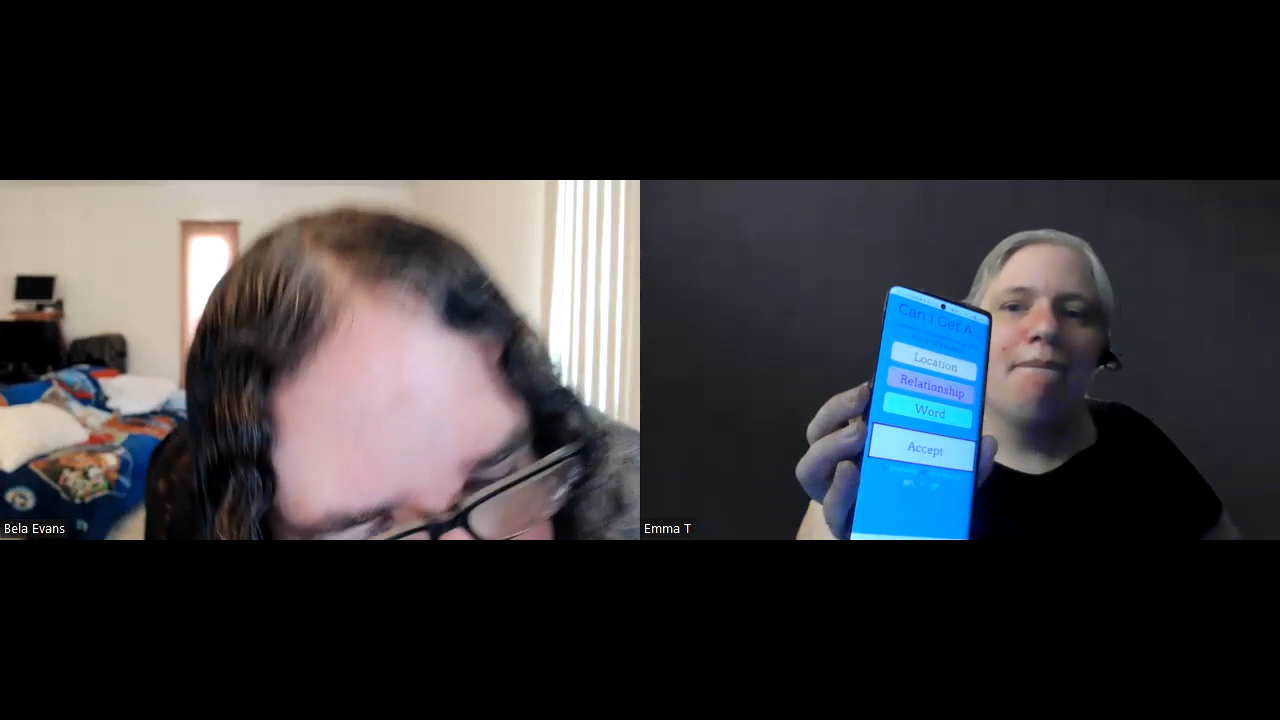 Can I Get A..
Location
Relationship
Word
Accept
Bela Evans
Emma T